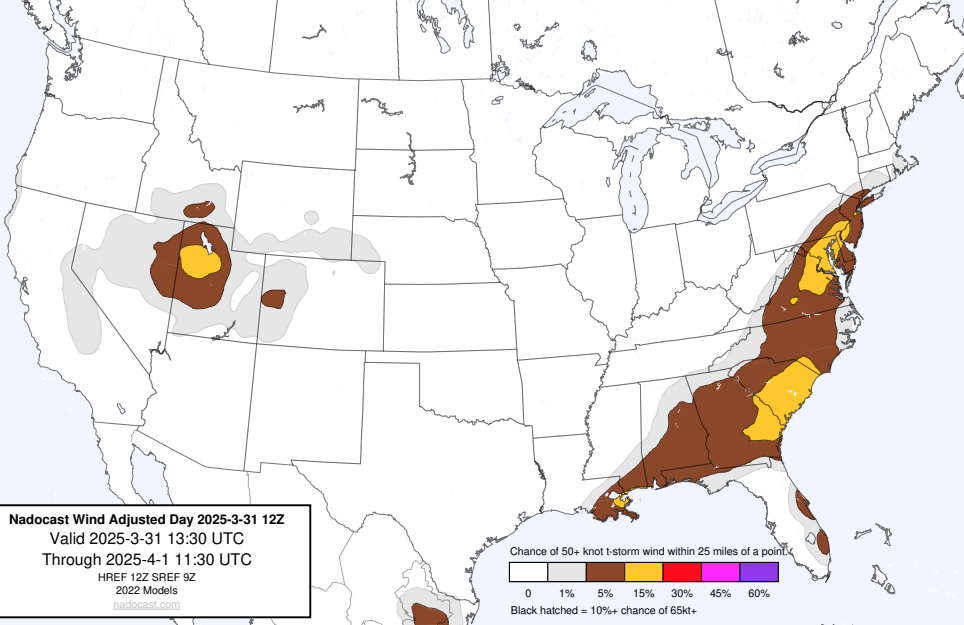 Nadocast Wind Adjusted Day 2025-3-31 12Z
Valid 2025-3-31 13:30 UTC
Through 2025-4-1 11:30 UTC
HREF 12Z SREF 9Z
2022 Models
nadocast.com
Chance of 50+ knot t-storm wind within 25 miles of a point.
0 1% 5% 15% 30% 45% 60%
Black hatched = 10%+ chance of 65kt+